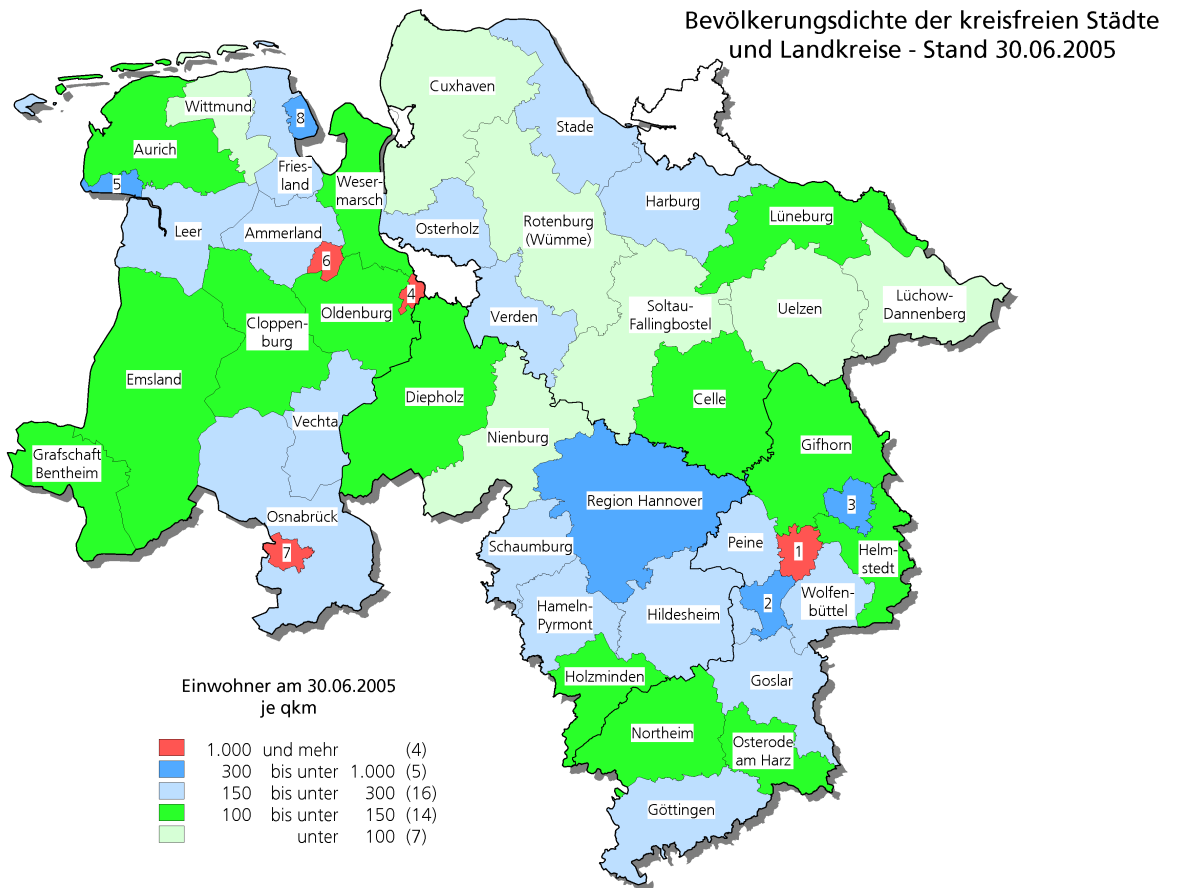 Bevölkerungsdichte der kreisfreien Städte
und Landkreise - Stand 30.06.2005
Cuxhaven
Wittmund
8
Stade
Aurich
Fries-
land
5
Weser-
marsch
Harburg
Lüneburg
Leer
Ammerland
Osterholz
Rotenburg
(Wümme)
6
4
Lüchow-
Dannenberg
Oldenburg
Verden
Soltau-
Fallingbostel
Uelzen
Cloppen-
burg
Emsland
Diepholz
Celle
Vechta
Nienburg
Gifhorn
Grafschaft
Bentheim
Region Hannover
3
Osnabrück
7
Schaumburg
Peine
1
Helm-
stedt
Hameln-
Pyrmont
Hildesheim
2
Wolfen-
büttel
Holzminden
Goslar
Northeim
Osterode
am Harz
Göttingen
Einwohner am 30.06.2005
je qkm
1.000 und mehr (4)
300 bis unter 1.000 (5)
150 bis unter 300 (16)
100 bis unter 150 (14)
unter 100 (7)